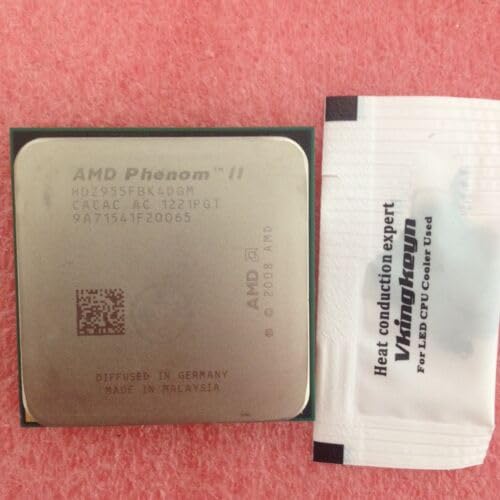 AMD Phenom™ II
HDZ955FBK4DGM
CACAC AC 1221PGT
9A71541F20065
AMD
© 2008 AMD
DIFFUSED IN GERMANY
MADE IN MALAYSIA
Heat conduction expert
Vkingkeyn
For LED CPU Cooler Used